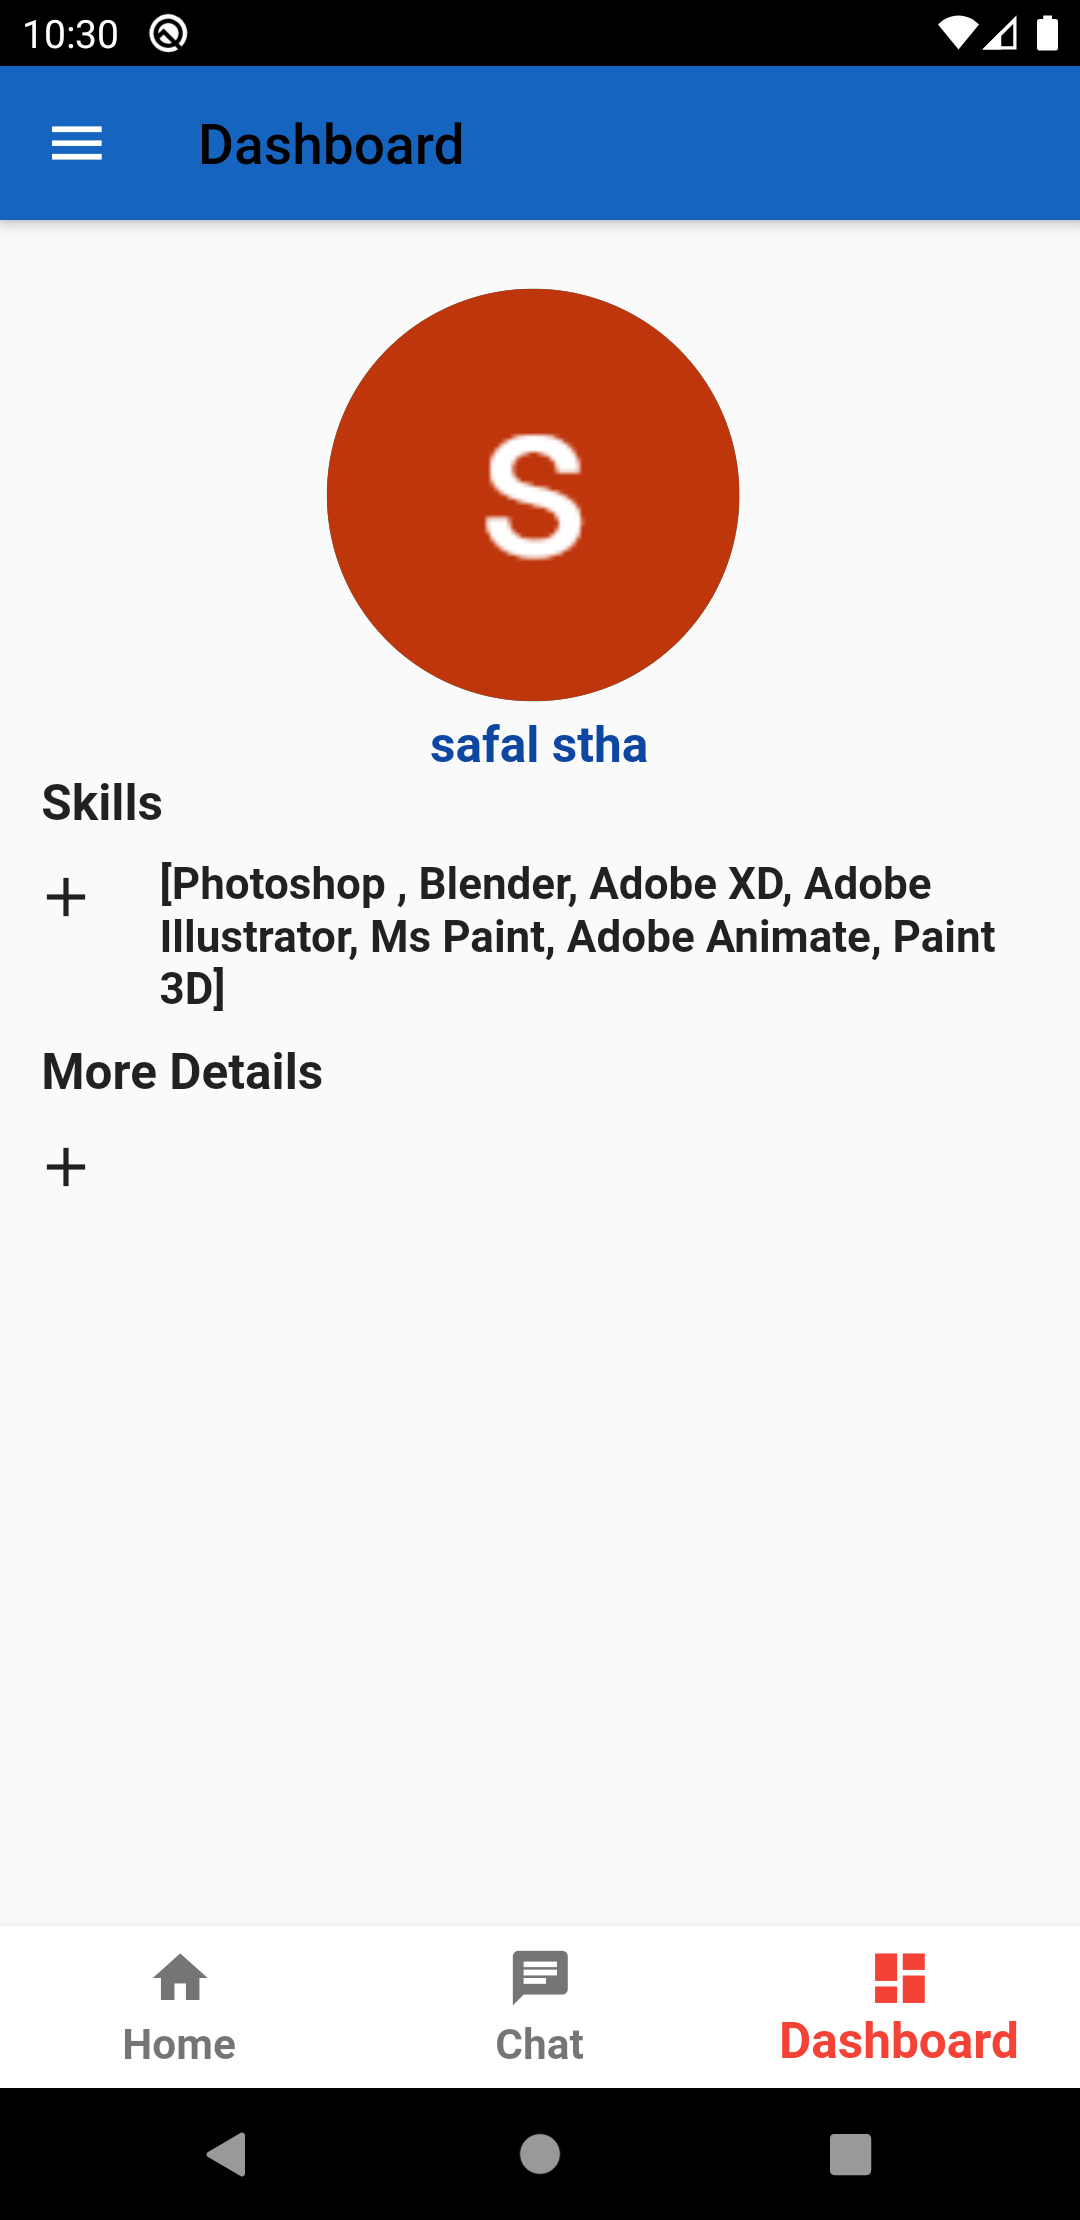 10:30
Dashboard
S
safal stha
Skills
[Photoshop , Blender, Adobe XD, Adobe
Illustrator, Ms Paint, Adobe Animate, Paint
3D]
More Details
Home
Chat
Dashboard